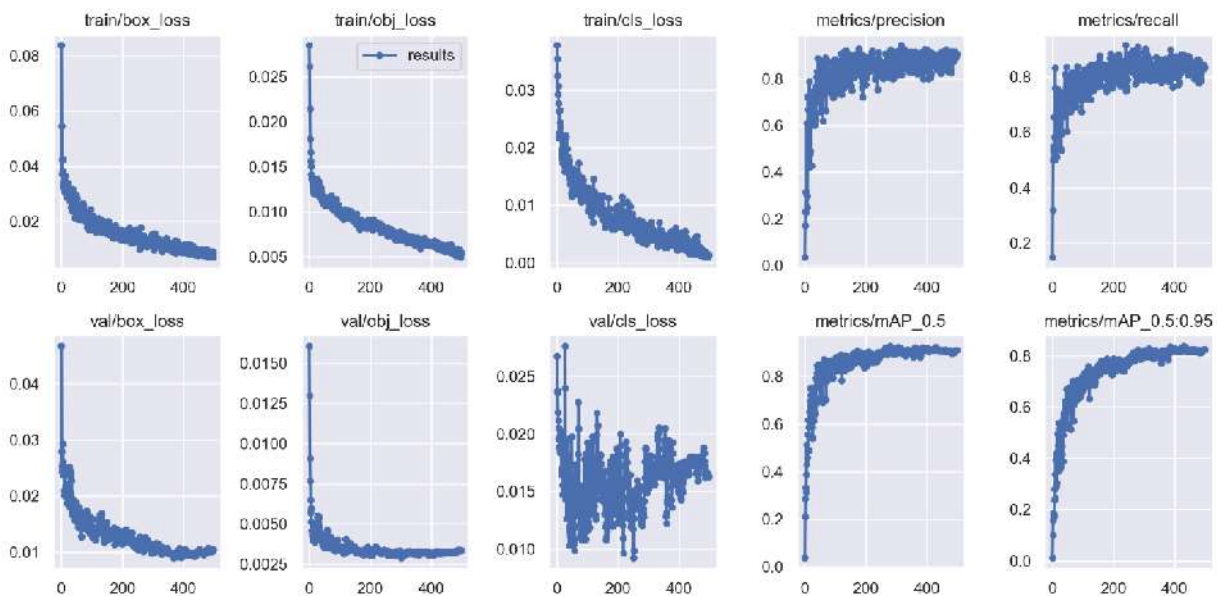 train/box_loss
train/obj_loss
train/cls_loss
metrics/precision
metrics/recall
results
0.08
0.06
0.04
0.02
0 200 400
0.025
0.020
0.015
0.010
0.005
0 200 400
0.03
0.02
0.01
0.00
0 200 400
0.8
0.6
0.4
0.2
0.0
0 200 400
0.8
0.6
0.4
0.2
0 200 400
val/box_loss
val/obj_loss
val/cls_loss
metrics/mAP_0.5
metrics/mAP_0.5:0.95
0.04
0.03
0.02
0.01
0 200 400
0.0150
0.0125
0.0100
0.0075
0.0050
0.0025
0 200 400
0.025
0.020
0.015
0.010
0 200 400
0.8
0.6
0.4
0.2
0.0
0 200 400
0.8
0.6
0.4
0.2
0.0
0 200 400